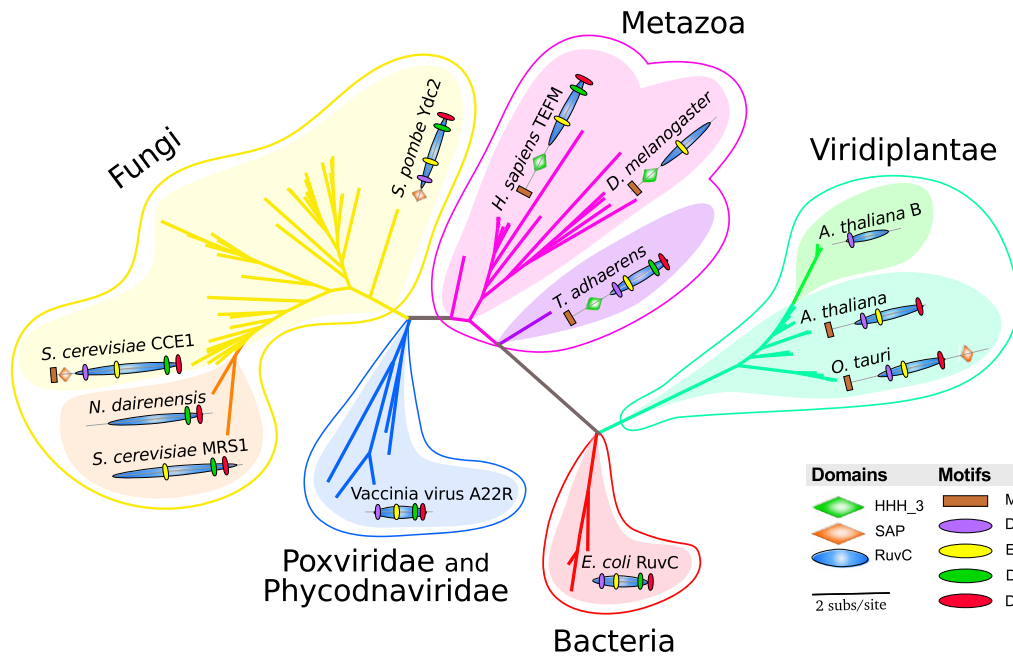 Metazoa
Fungi
Viridiplantae
S. pombe Ydc2
H. sapiens TEFM
D. melanogaster
T. adhaerens
A. thaliana B
A. thaliana
O. tauri
S. cerevisiae CCE1
N. dairenensis
S. cerevisiae MRS1
Vaccinia virus A22R
E. coli RuvC
Poxviridae and
Phycodnaviridae
Bacteria
Domains
HHH_3
SAP
RuvC
2 subs/site
Motifs
M
D
E
D
D